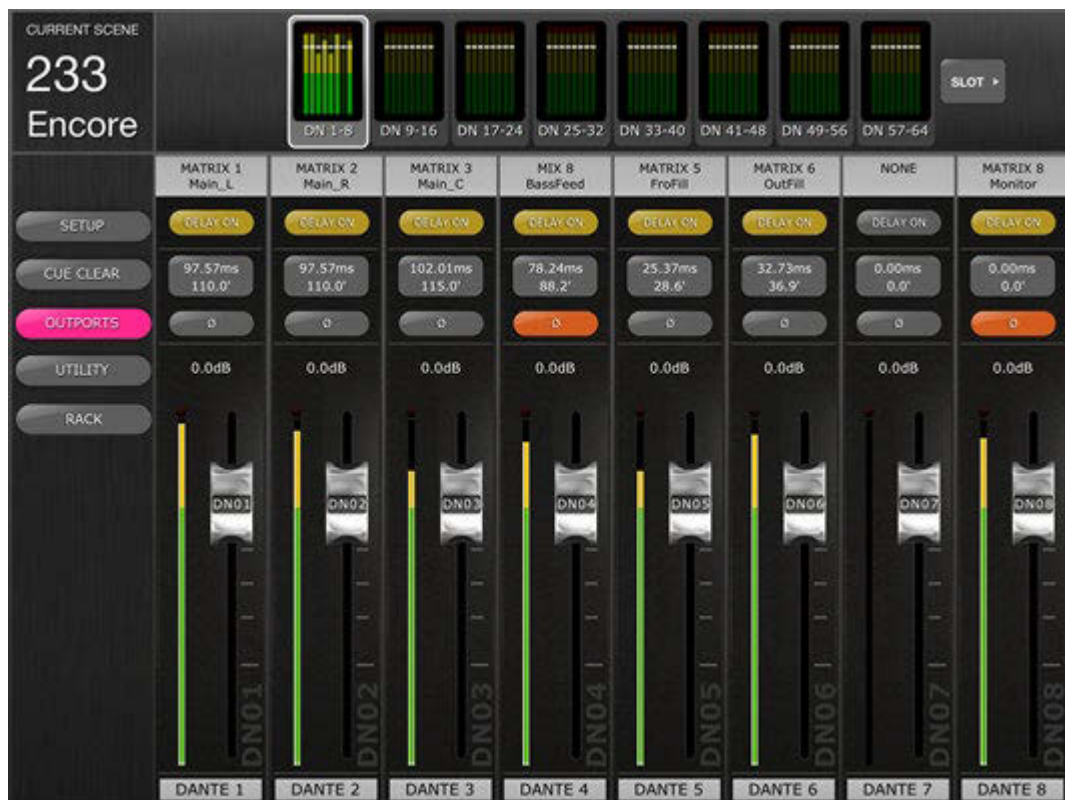 CURRENT SCENE
233
Encore
DN 1-8 DN 9-16 DN 17-24 DN 25-32 DN 33-40 DN 41-48 DN 49-56 DN 57-64
SLOT
MATRIX 1 MATRIX 2 MATRIX 3 MIX 8 MATRIX 5 MATRIX 6 NONE MATRIX 8
Main_L Main_R Main_C BassFeed FroFill OutFill Monitor
SETUP DELAY ON DELAY ON DELAY ON DELAY ON DELAY ON DELAY ON DELAY ON DELAY ON
CUE CLEAR
97.57ms 97.57ms 102.01ms 78.24ms 25.37ms 32.73ms 0.00ms 0.00ms
110.0' 110.0' 115.0' 88.2' 28.6' 36.9' 0.0' 0.0'
OUTPORTS Ø Ø Ø Ø Ø Ø Ø Ø
UTILITY 0.0dB 0.0dB 0.0dB 0.0dB 0.0dB 0.0dB 0.0dB 0.0dB
RACK
DN01 DN02 DN03 DN04 DN05 DN06 DN07 DN08
DN01 DN02 DN03 DN04 DN05 DN06 DN07 DN08
DANTE 1 DANTE 2 DANTE 3 DANTE 4 DANTE 5 DANTE 6 DANTE 7 DANTE 8